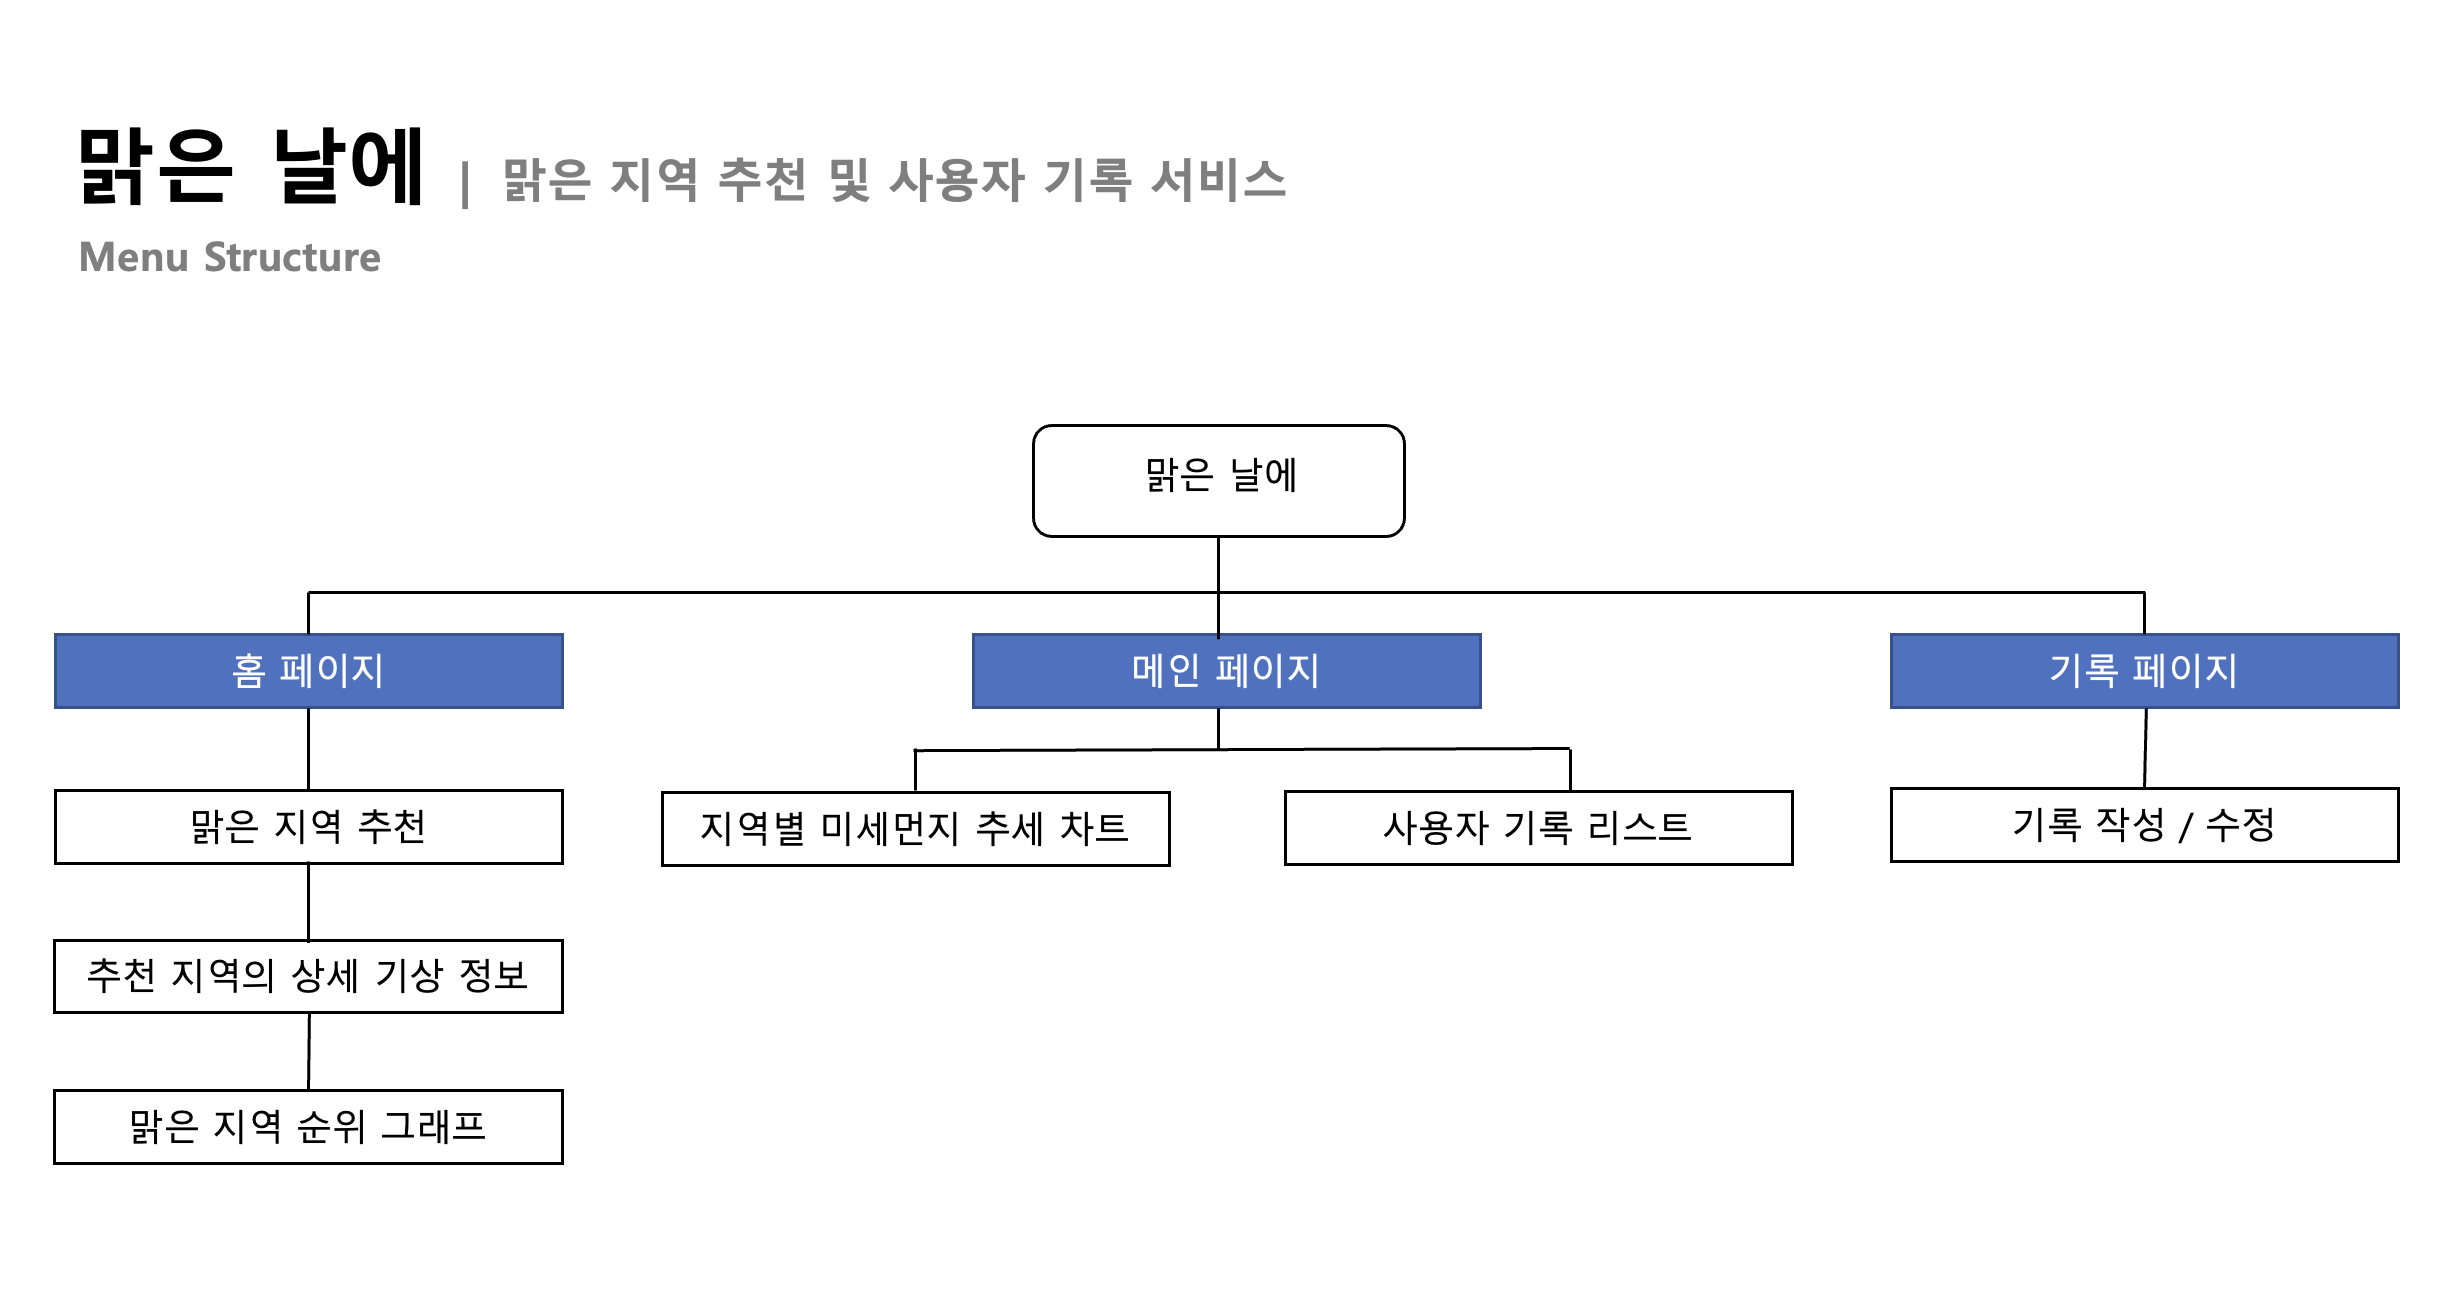 맑은 날에 | 맑은 지역 추천 및 사용자 기록 서비스
Menu Structure
맑은 날에
홈 페이지
메인 페이지
기록 페이지
맑은 지역 추천
지역별 미세먼지 추세 차트
사용자 기록 리스트
기록 작성 / 수정
추천 지역의 상세 기상 정보
맑은 지역 순위 그래프